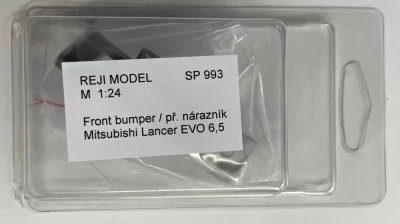 REJI MODEL SP 993
M 1:24
Front bumper / př. nárazník
Mitsubishi Lancer EVO 6,5